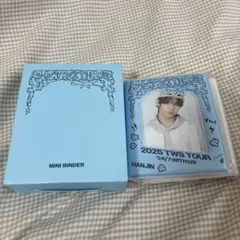 MINI BINDER
2025 TWS TOUR
'24/7:WITH:US'
HANJIN